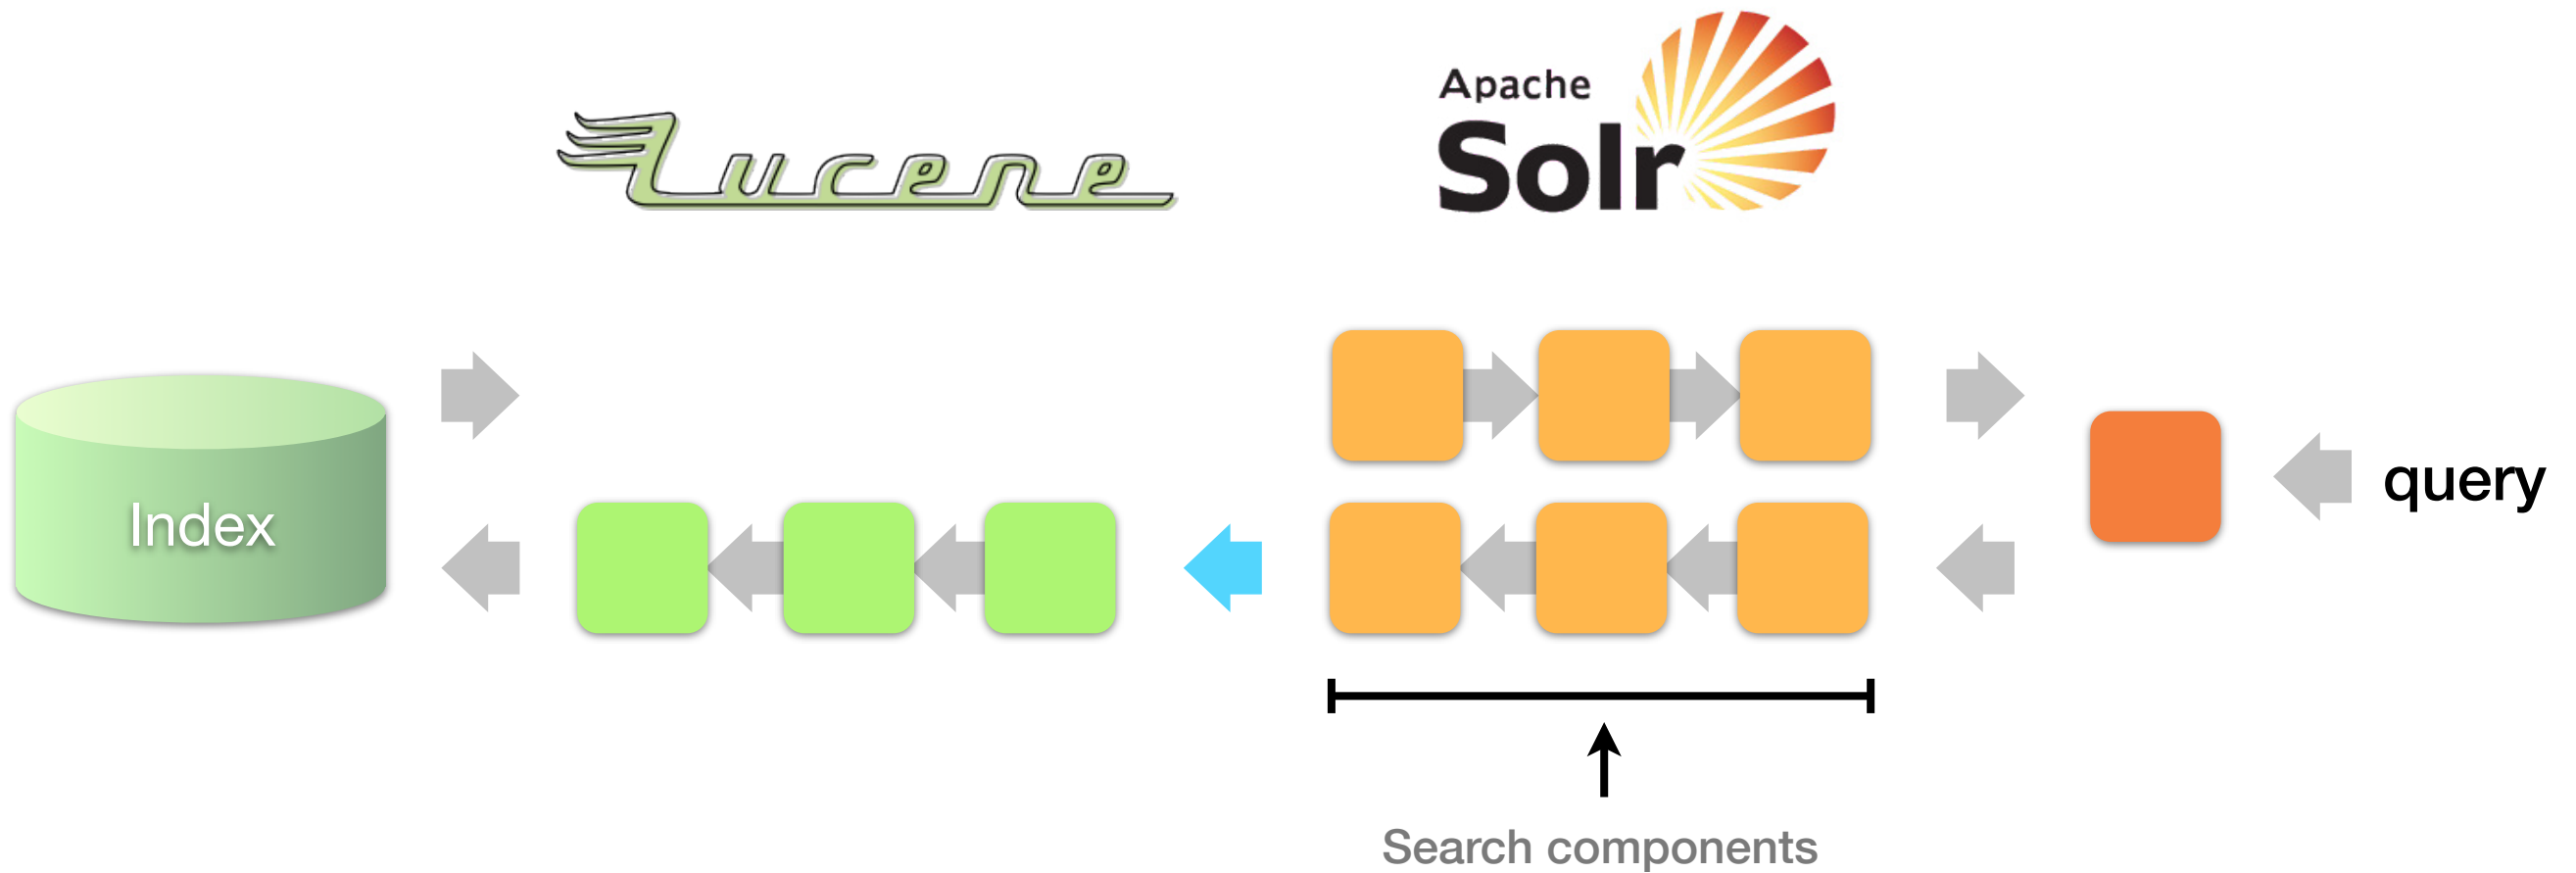 Lucene
Apache
Solr
Index
query
Search components